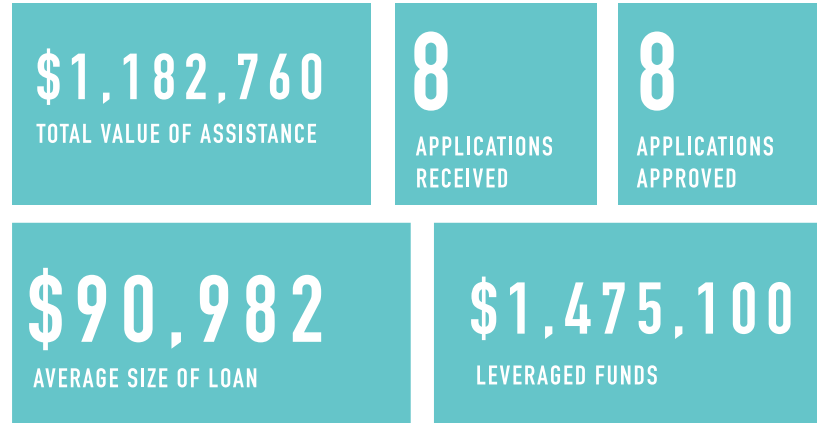 $1,182,760
TOTAL VALUE OF ASSISTANCE
8
APPLICATIONS
RECEIVED
8
APPLICATIONS
APPROVED
$90,982
AVERAGE SIZE OF LOAN
$1,475,100
LEVERAGED FUNDS